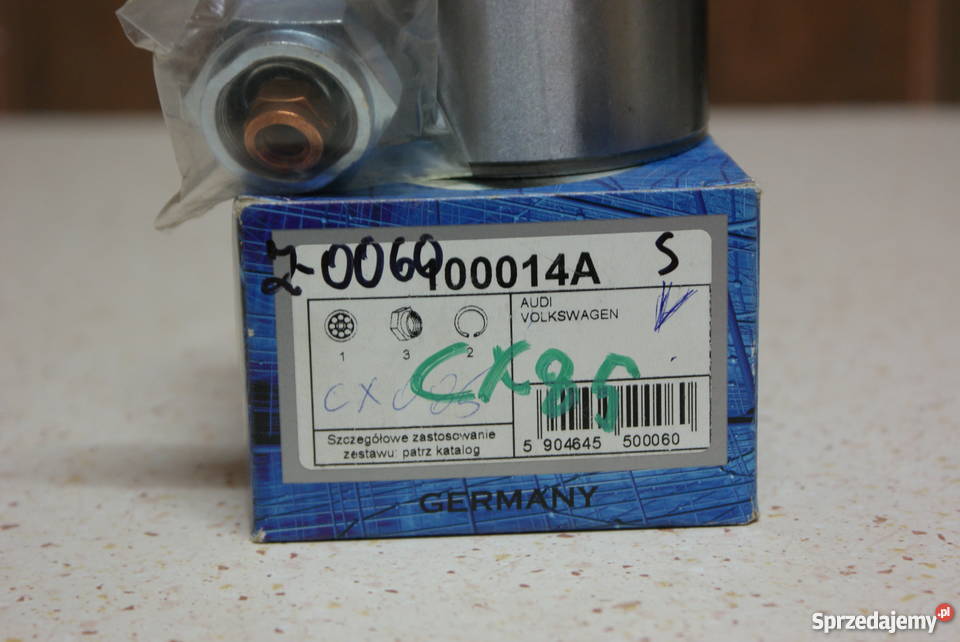 Z 0060 100014A S
AUDI
VOLKSWAGEN
1 3 2
CX85
CX085
Szczegółowe zastosowanie
zestawu: patrz katalog
5 904645 500060
GERMANY
Sprzedajemy.pl